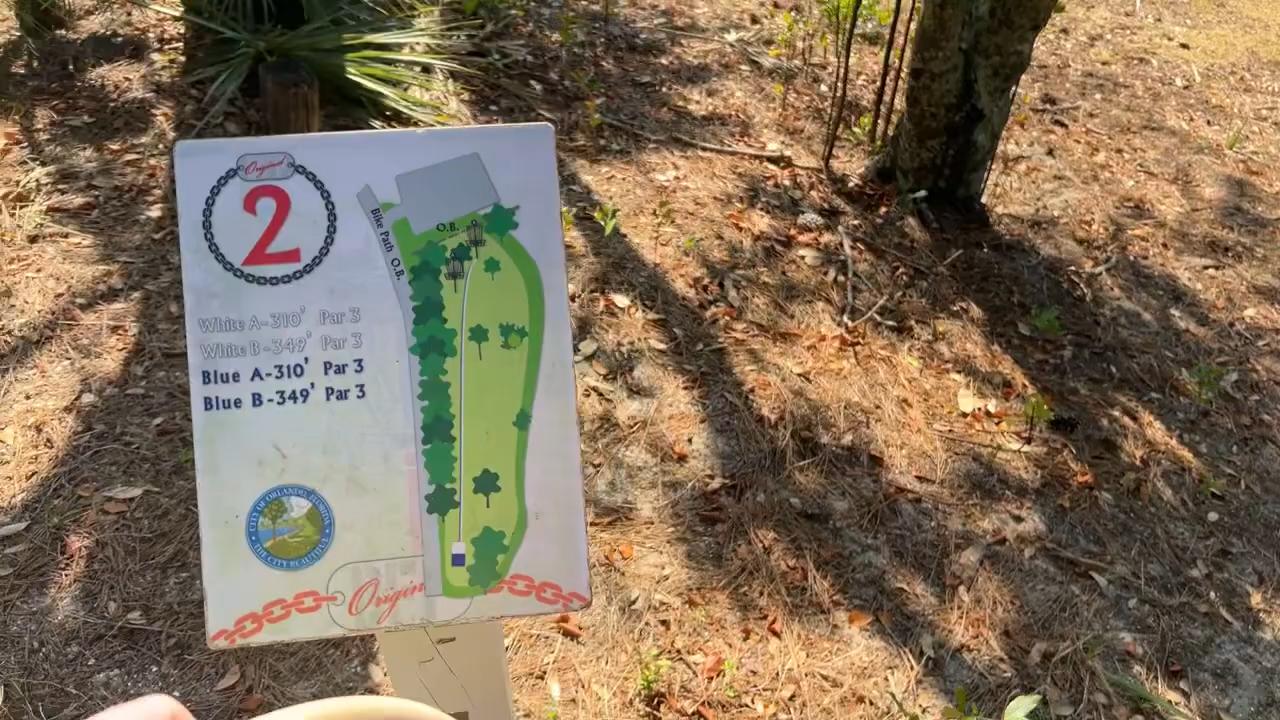 Original
2
White A-310' Par 3
White B-349' Par 3
Blue A-310' Par 3
Blue B-349' Par 3
Bike Path O.B.
O.B.
CITY OF ORLANDO, FLORIDA
THE CITY BEAUTIFUL
Origin